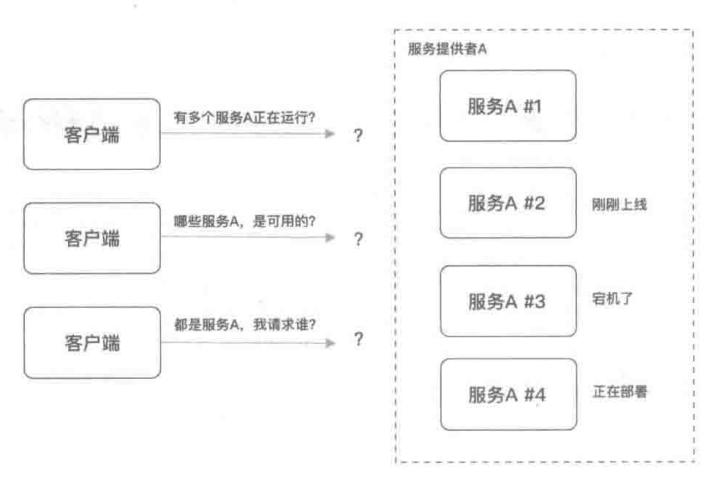 服务提供者A
服务A #1
客户端
有多个服务A正在运行?
?
服务A #2
刚刚上线
客户端
哪些服务A，是可用的?
?
服务A #3
宕机了
客户端
都是服务A，我请求谁?
?
服务A #4
正在部署